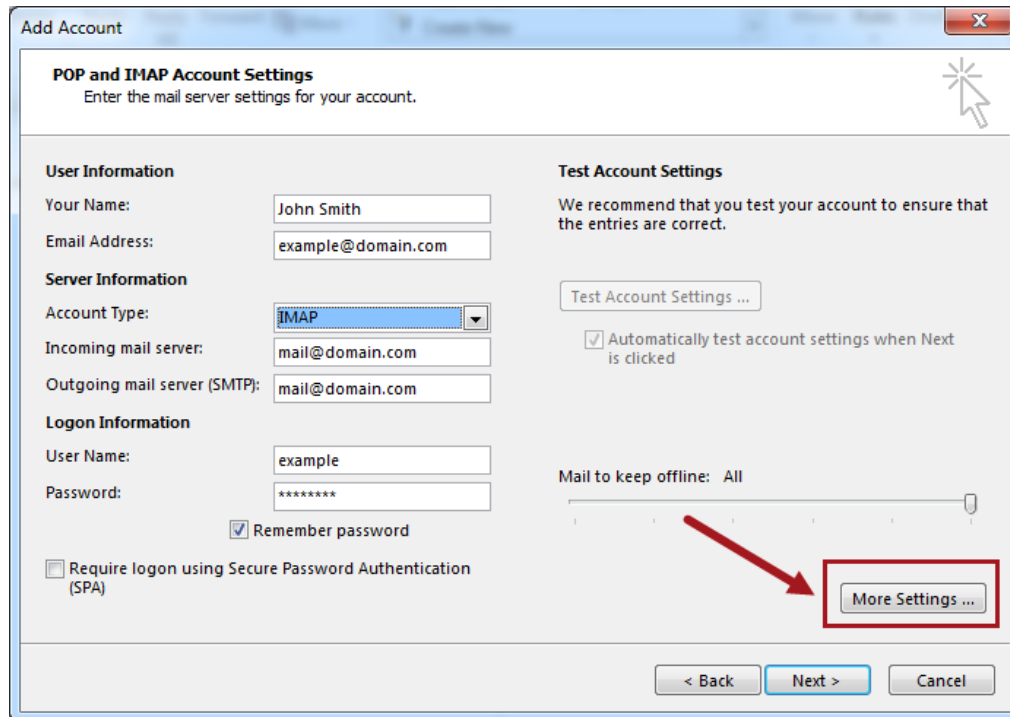 Add Account
X
POP and IMAP Account Settings
Enter the mail server settings for your account.
User Information
Your Name:
John Smith
Email Address:
example@domain.com
Server Information
Account Type:
IMAP
Incoming mail server:
mail@domain.com
Outgoing mail server (SMTP):
mail@domain.com
Logon Information
User Name:
example
Password:
********
Remember password
Require logon using Secure Password Authentication
(SPA)
Test Account Settings
We recommend that you test your account to ensure that
the entries are correct.
Test Account Settings ...
Automatically test account settings when Next
is clicked
Mail to keep offline: All
More Settings ...
< Back
Next >
Cancel